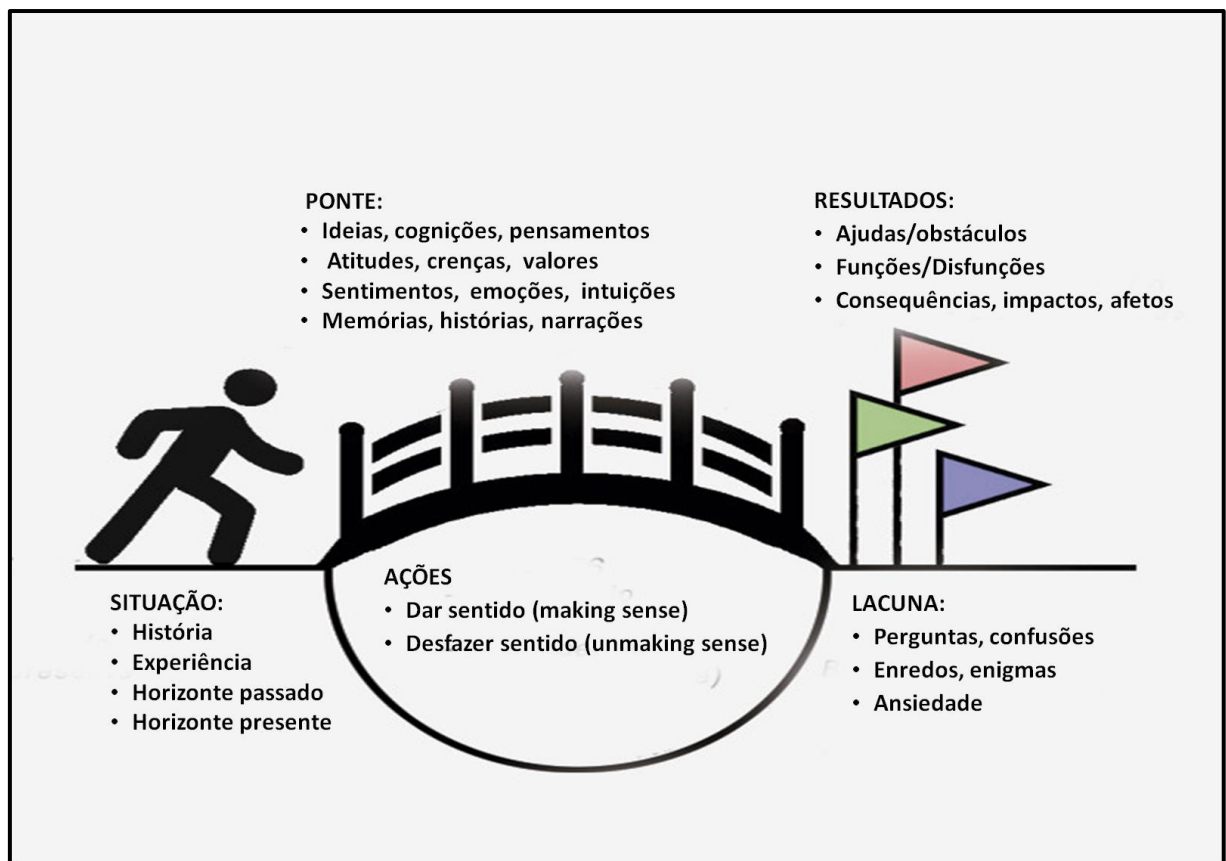 PONTE:
• Ideias, cognições, pensamentos
• Atitudes, crenças, valores
• Sentimentos, emoções, intuições
• Memórias, histórias, narrações
RESULTADOS:
• Ajudas/obstáculos
• Funções/Disfunções
• Consequências, impactos, afetos
SITUAÇÃO:
• História
• Experiência
• Horizonte passado
• Horizonte presente
AÇÕES
• Dar sentido (making sense)
• Desfazer sentido (unmaking sense)
LACUNA:
• Perguntas, confusões
• Enredos, enigmas
• Ansiedade